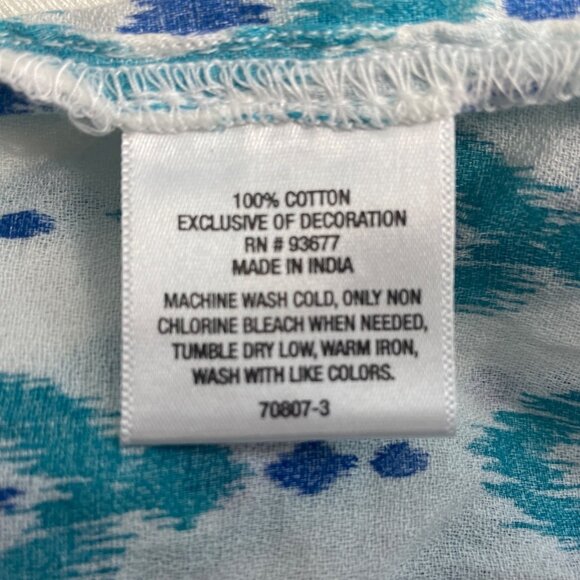 100% COTTON
EXCLUSIVE OF DECORATION
RN # 93677
MADE IN INDIA
MACHINE WASH COLD, ONLY NON
CHLORINE BLEACH WHEN NEEDED,
TUMBLE DRY LOW, WARM IRON,
WASH WITH LIKE COLORS.
70807-3